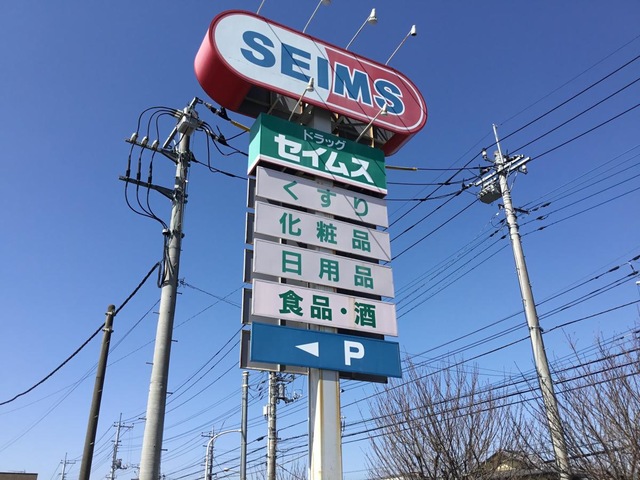 SEIMS
ドラッグ
セイムス
くすり
化粧品
日用品
食品・酒
P